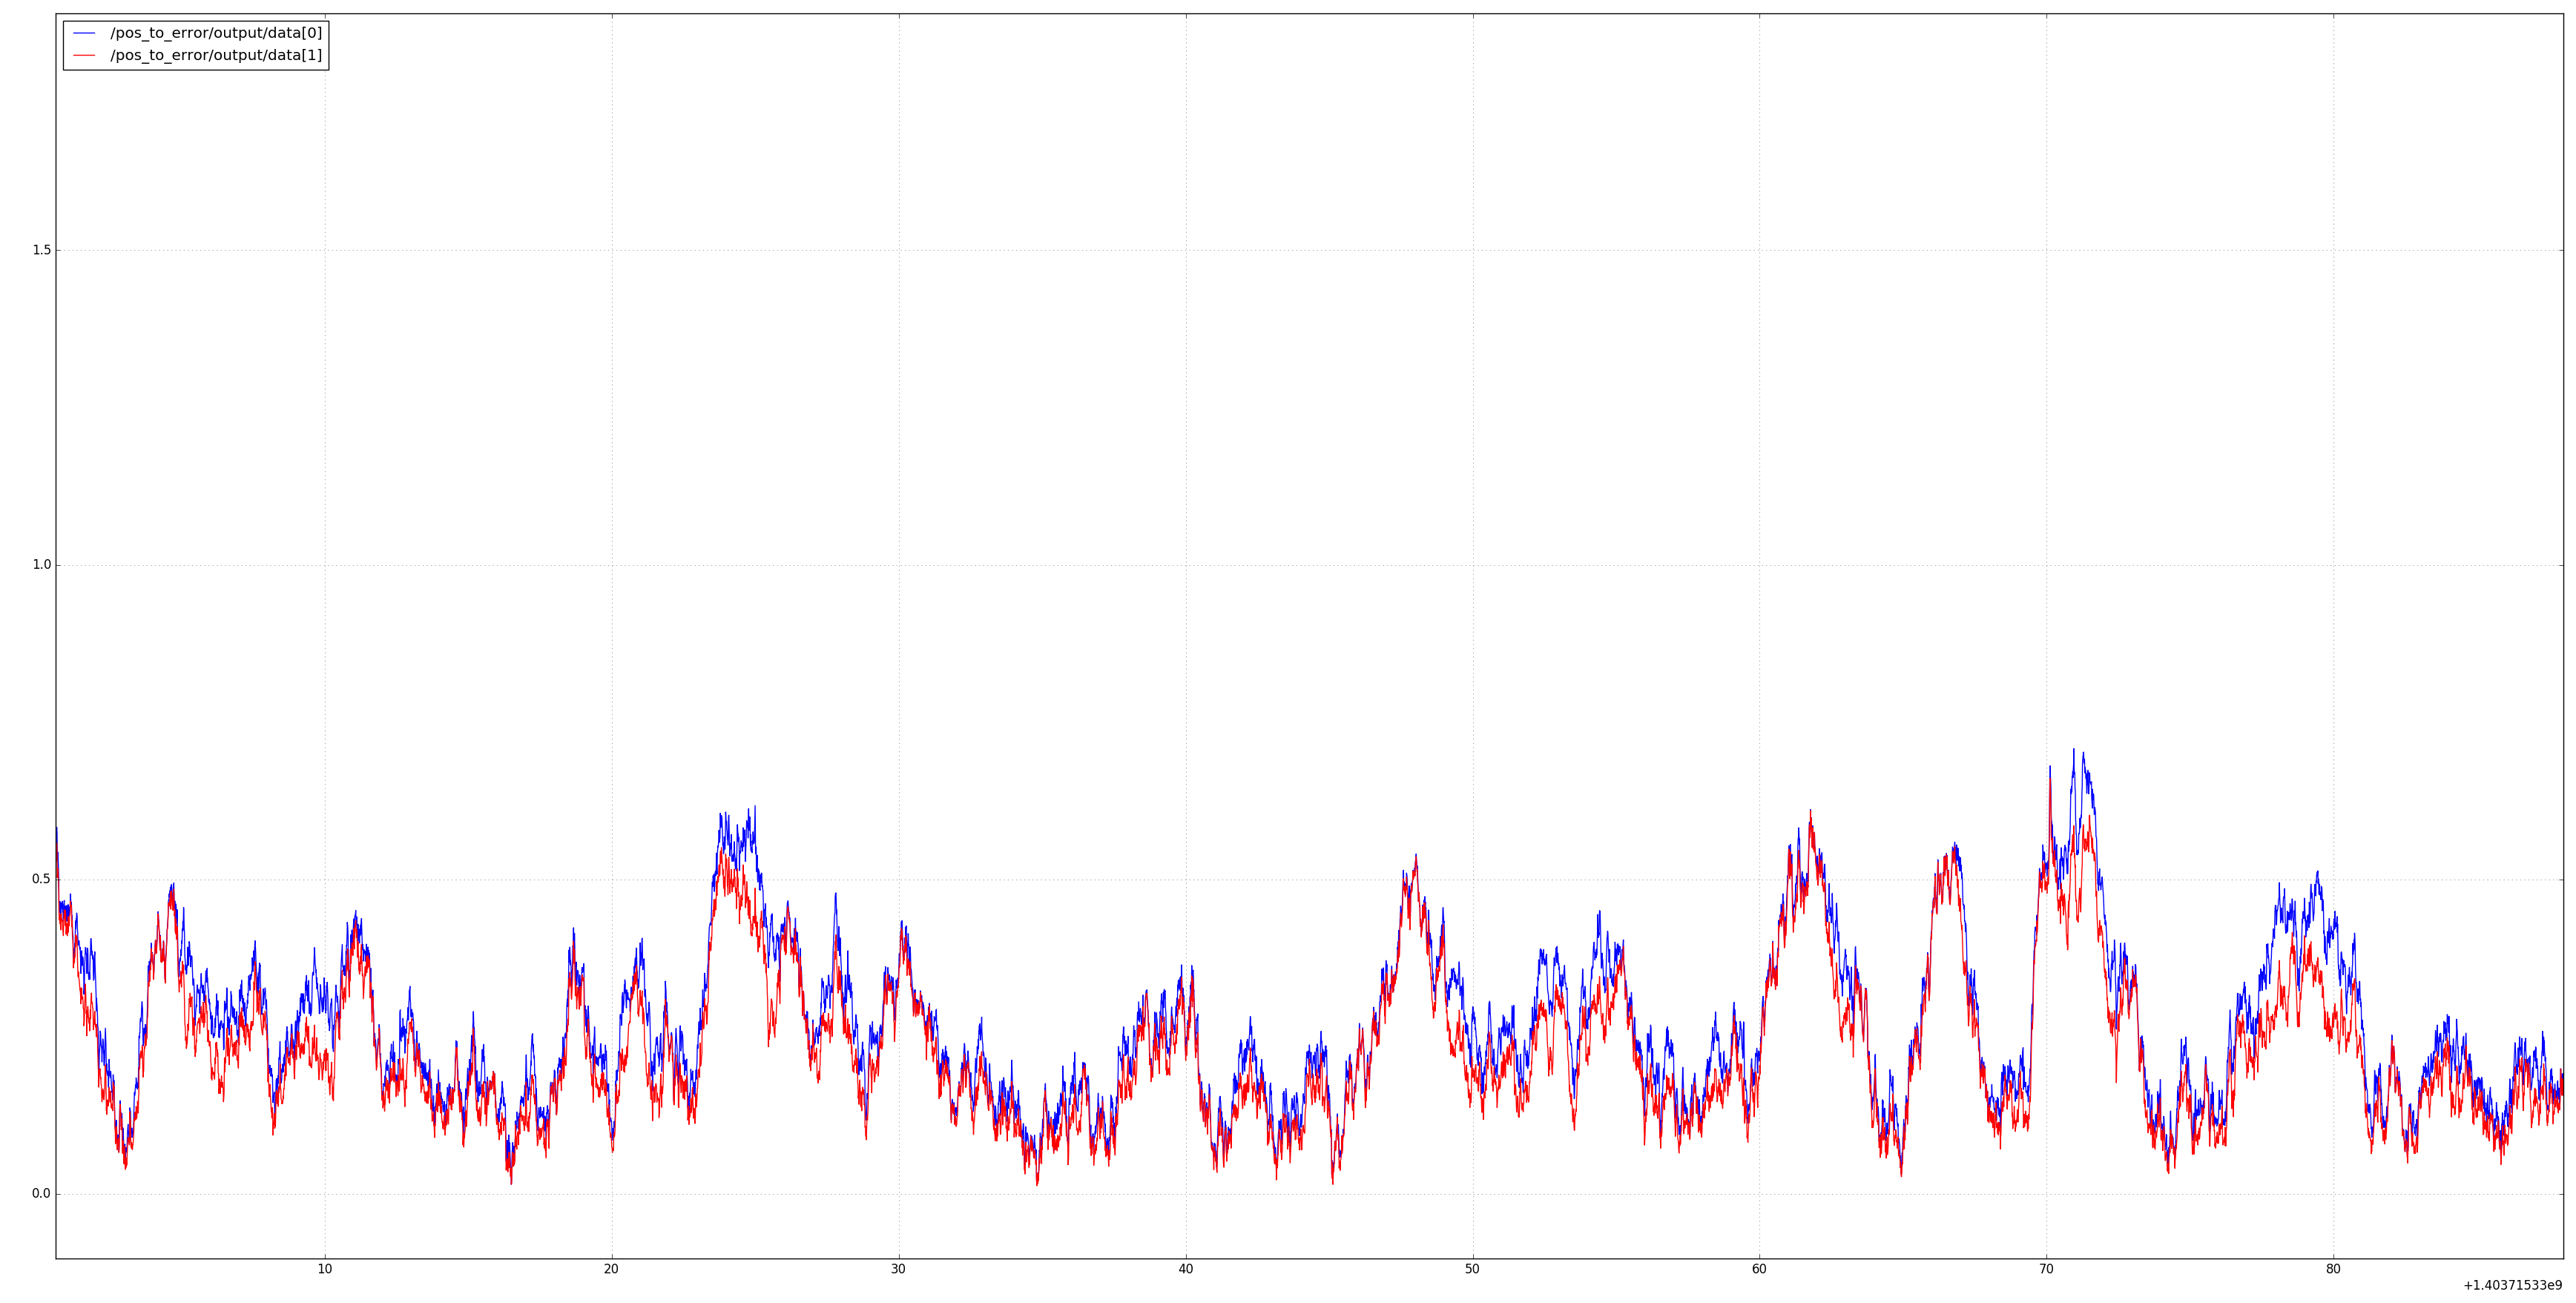 /pos_to_error/output/data[0]
/pos_to_error/output/data[1]
1.5
1.0
0.5
0.0
10 20 30 40 50 60 70 80
+1.40371533e9